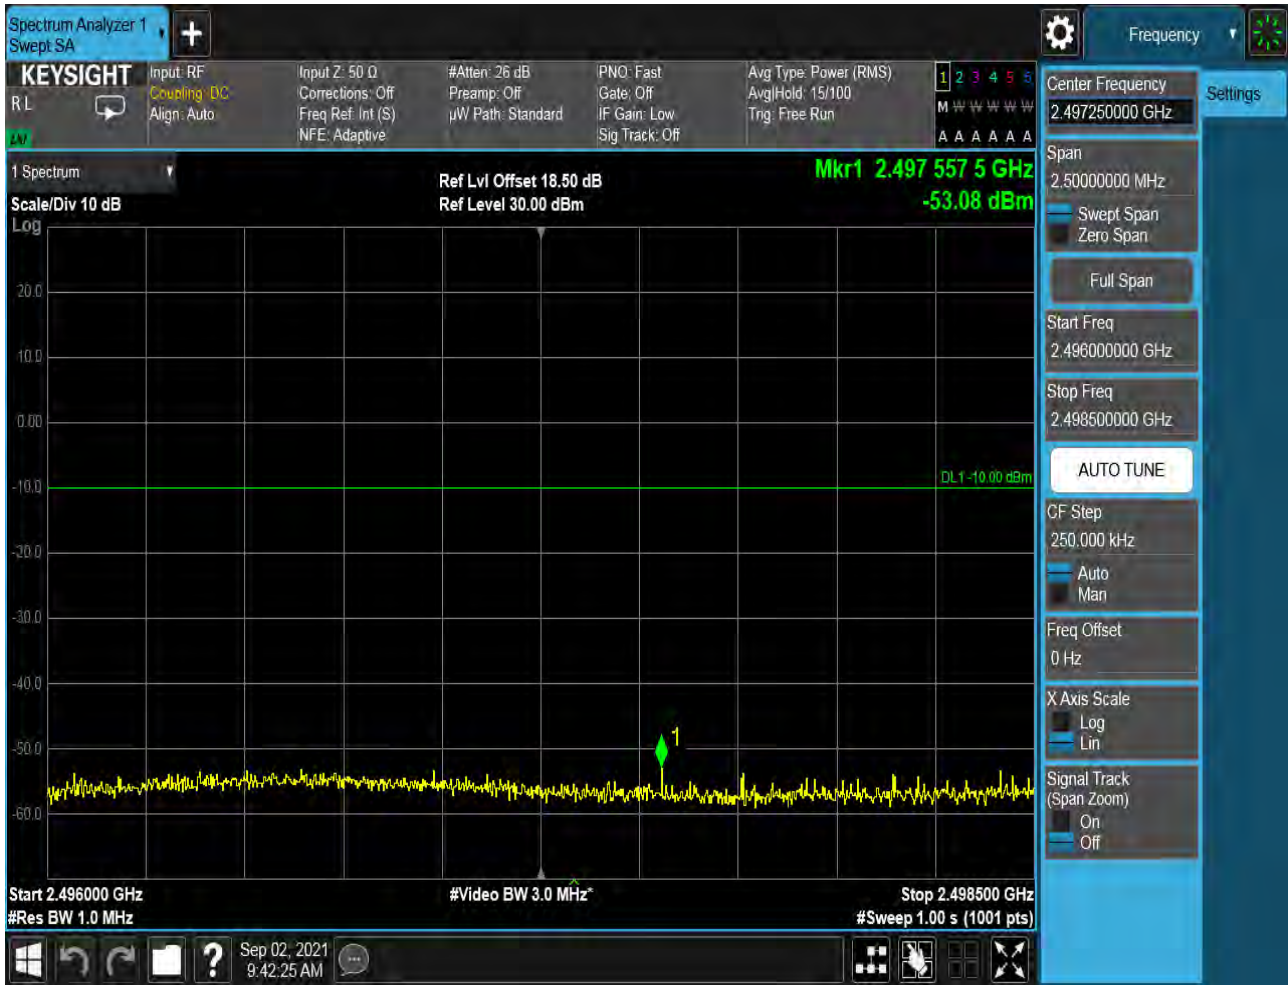 Spectrum Analyzer 1
Swept SA
Frequency
KEYSIGHT
R L
LXI
Input: RF
Coupling: DC
Align: Auto
Input Z: 50 Ω
Corrections: Off
Freq Ref: Int (S)
NFE: Adaptive
#Atten: 26 dB
Preamp: Off
µW Path: Standard
PNO: Fast
Gate: Off
IF Gain: Low
Sig Track: Off
Avg Type: Power (RMS)
Avg|Hold: 15/100
Trig: Free Run
1 2 3 4 5 6
M W W W W W
A A A A A A
1 Spectrum
Scale/Div 10 dB
Log
Ref Lvl Offset 18.50 dB
Ref Level 30.00 dBm
Mkr1 2.497 557 5 GHz
-53.08 dBm
20.0
10.0
0.00
DL1 -10.00 dBm
-10.0
-20.0
-30.0
-40.0
1
-50.0
-60.0
Start 2.496000 GHz
#Video BW 3.0 MHz*
Stop 2.498500 GHz
#Res BW 1.0 MHz
#Sweep 1.00 s (1001 pts)
Sep 02, 2021
9:42:25 AM
?
Center Frequency
2.497250000 GHz
Settings
Span
2.50000000 MHz
Swept Span
Zero Span
Full Span
Start Freq
2.496000000 GHz
Stop Freq
2.498500000 GHz
AUTO TUNE
CF Step
250.000 kHz
Auto
Man
Freq Offset
0 Hz
X Axis Scale
Log
Lin
Signal Track
(Span Zoom)
On
Off